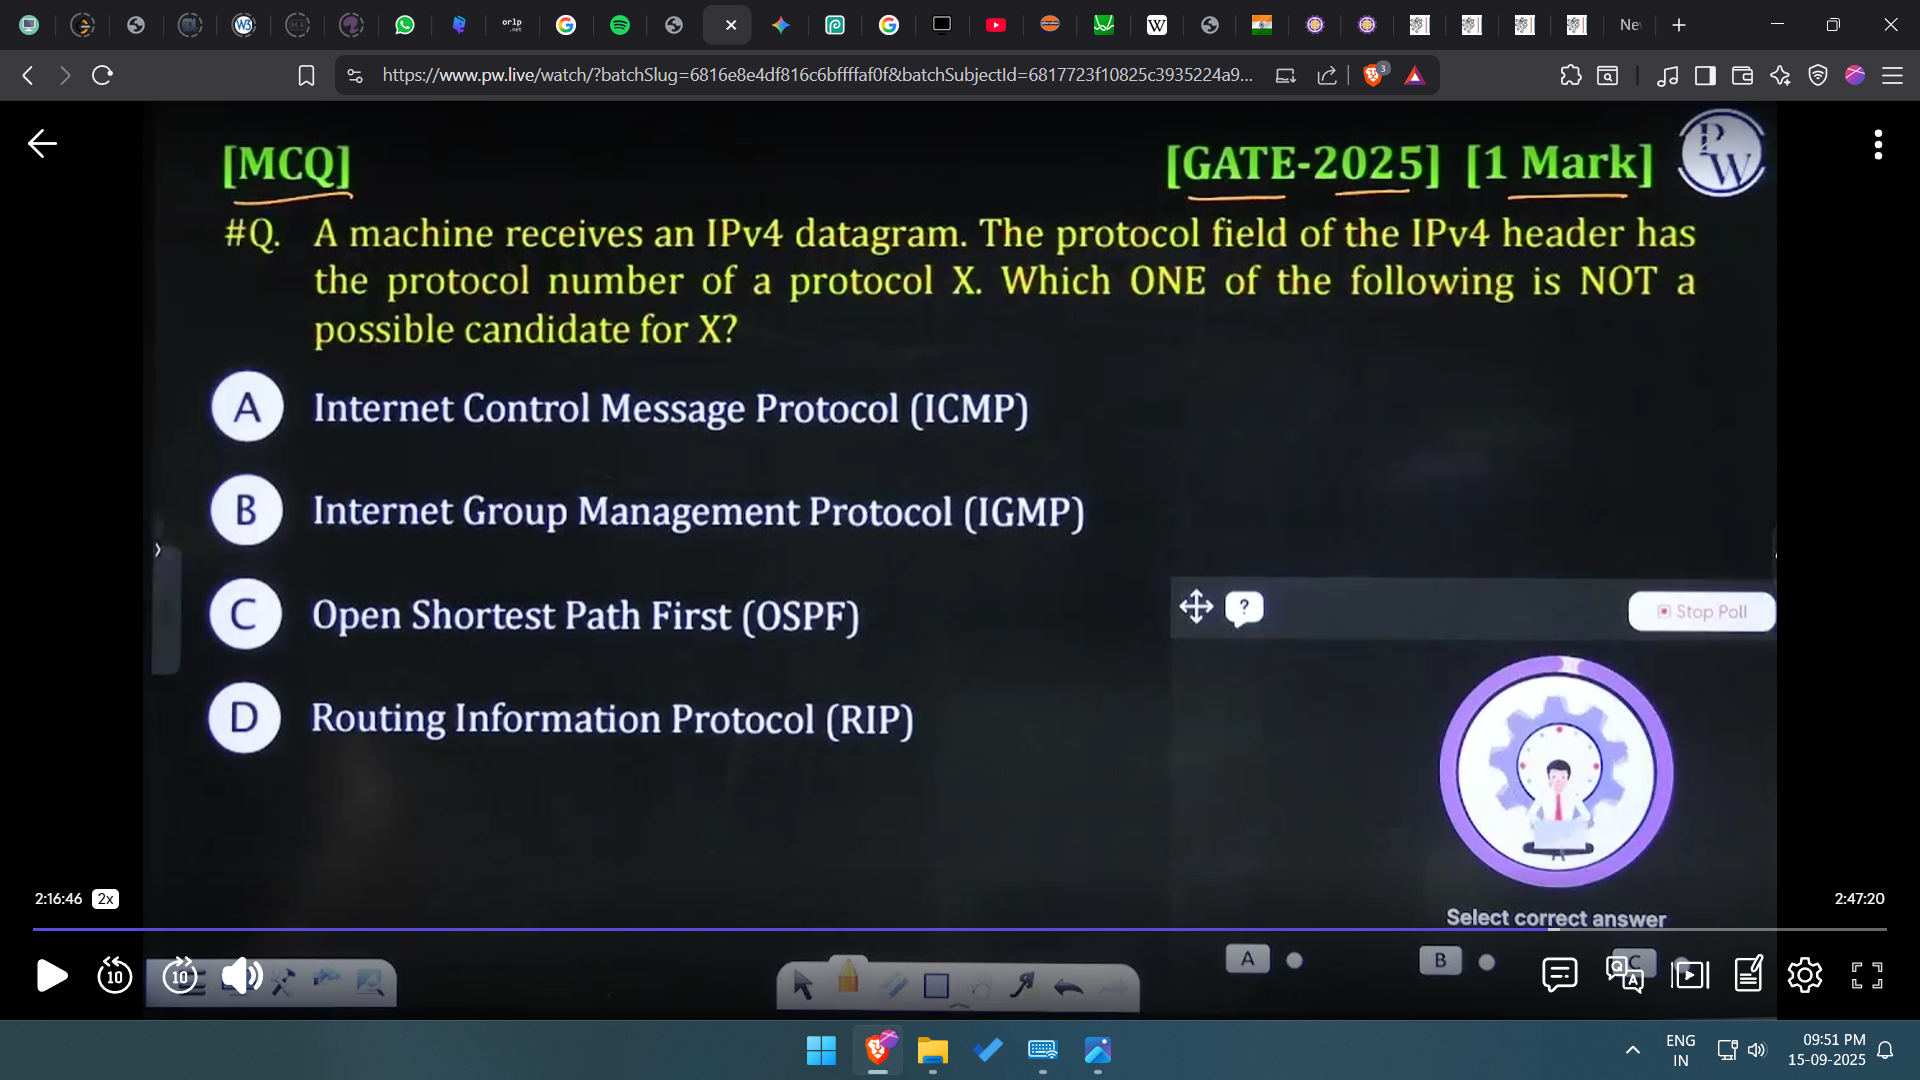 W3
orlp
.net
W
Ne
https://www.pw.live/watch/?batchSlug=6816e8e4df816c6bffffaf0f&batchSubjectId=6817723f10825c3935224a9...
3
[MCQ]
[GATE-2025] [1 Mark]
P
W
#Q. A machine receives an IPv4 datagram. The protocol field of the IPv4 header has
the protocol number of a protocol X. Which ONE of the following is NOT a
possible candidate for X?
A Internet Control Message Protocol (ICMP)
B Internet Group Management Protocol (IGMP)
C Open Shortest Path First (OSPF)
? Stop Poll
D Routing Information Protocol (RIP)
2:16:46 2x
2:47:20
Select correct answer
A B C
10 10
Q A
ENG
IN
09:51 PM
15-09-2025